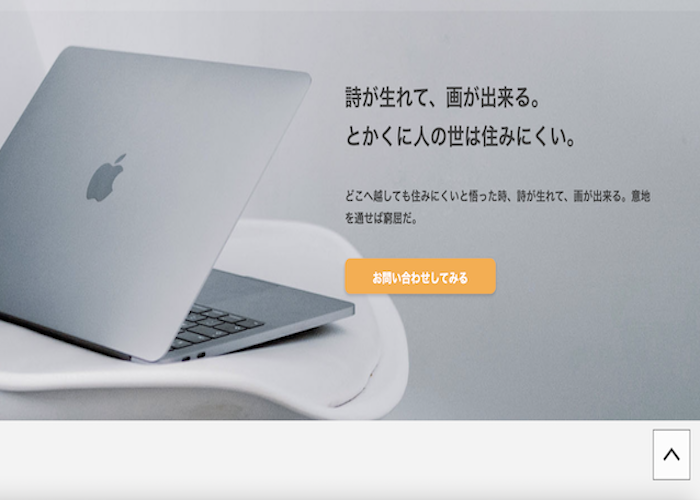 詩が生れて、画が出来る。
とかくに人の世は住みにくい。
どこへ越しても住みにくいと悟った時、詩が生れて、画が出来る。意地
を通せば窮屈だ。
お問い合わせしてみる